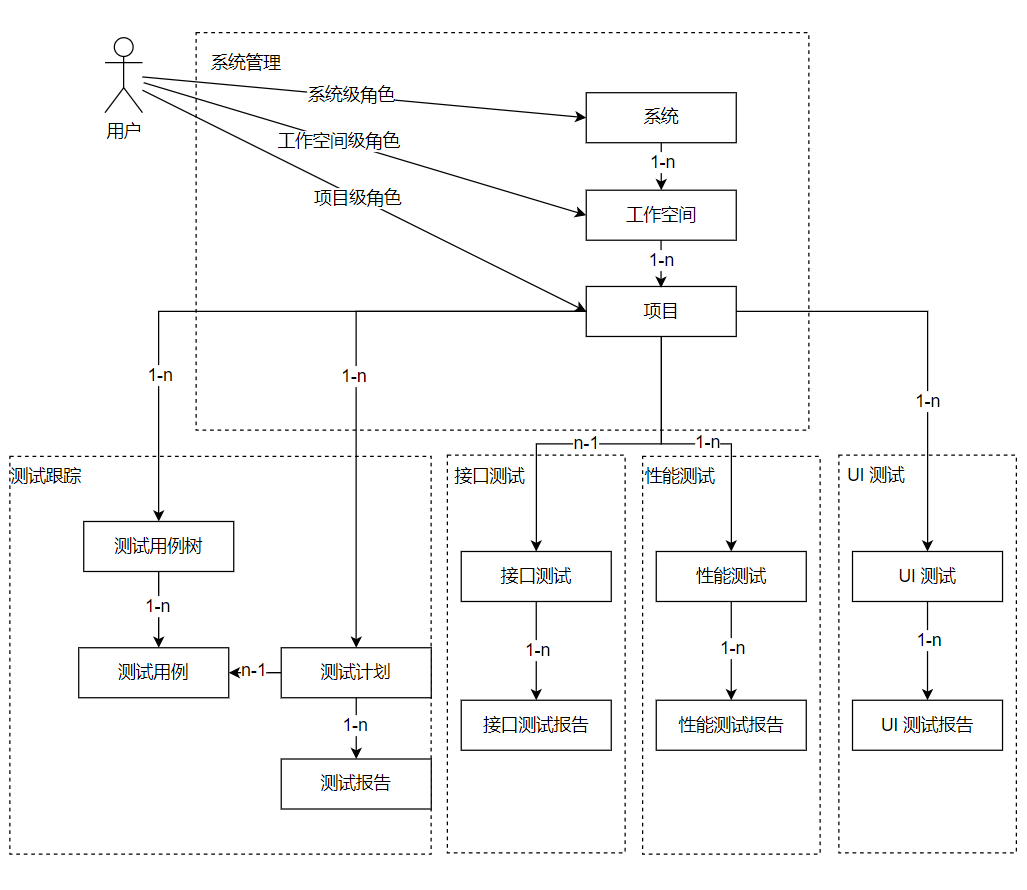 系统管理
系统级角色
系统
用户
工作空间级角色
1-n
项目级角色
工作空间
1-n
项目
1-n
1-n
1-n
n-1
1-n
测试跟踪
接口测试
性能测试
UI 测试
测试用例树
接口测试
性能测试
UI 测试
1-n
1-n
1-n
1-n
测试用例
n-1
测试计划
1-n
接口测试报告
性能测试报告
UI 测试报告
测试报告